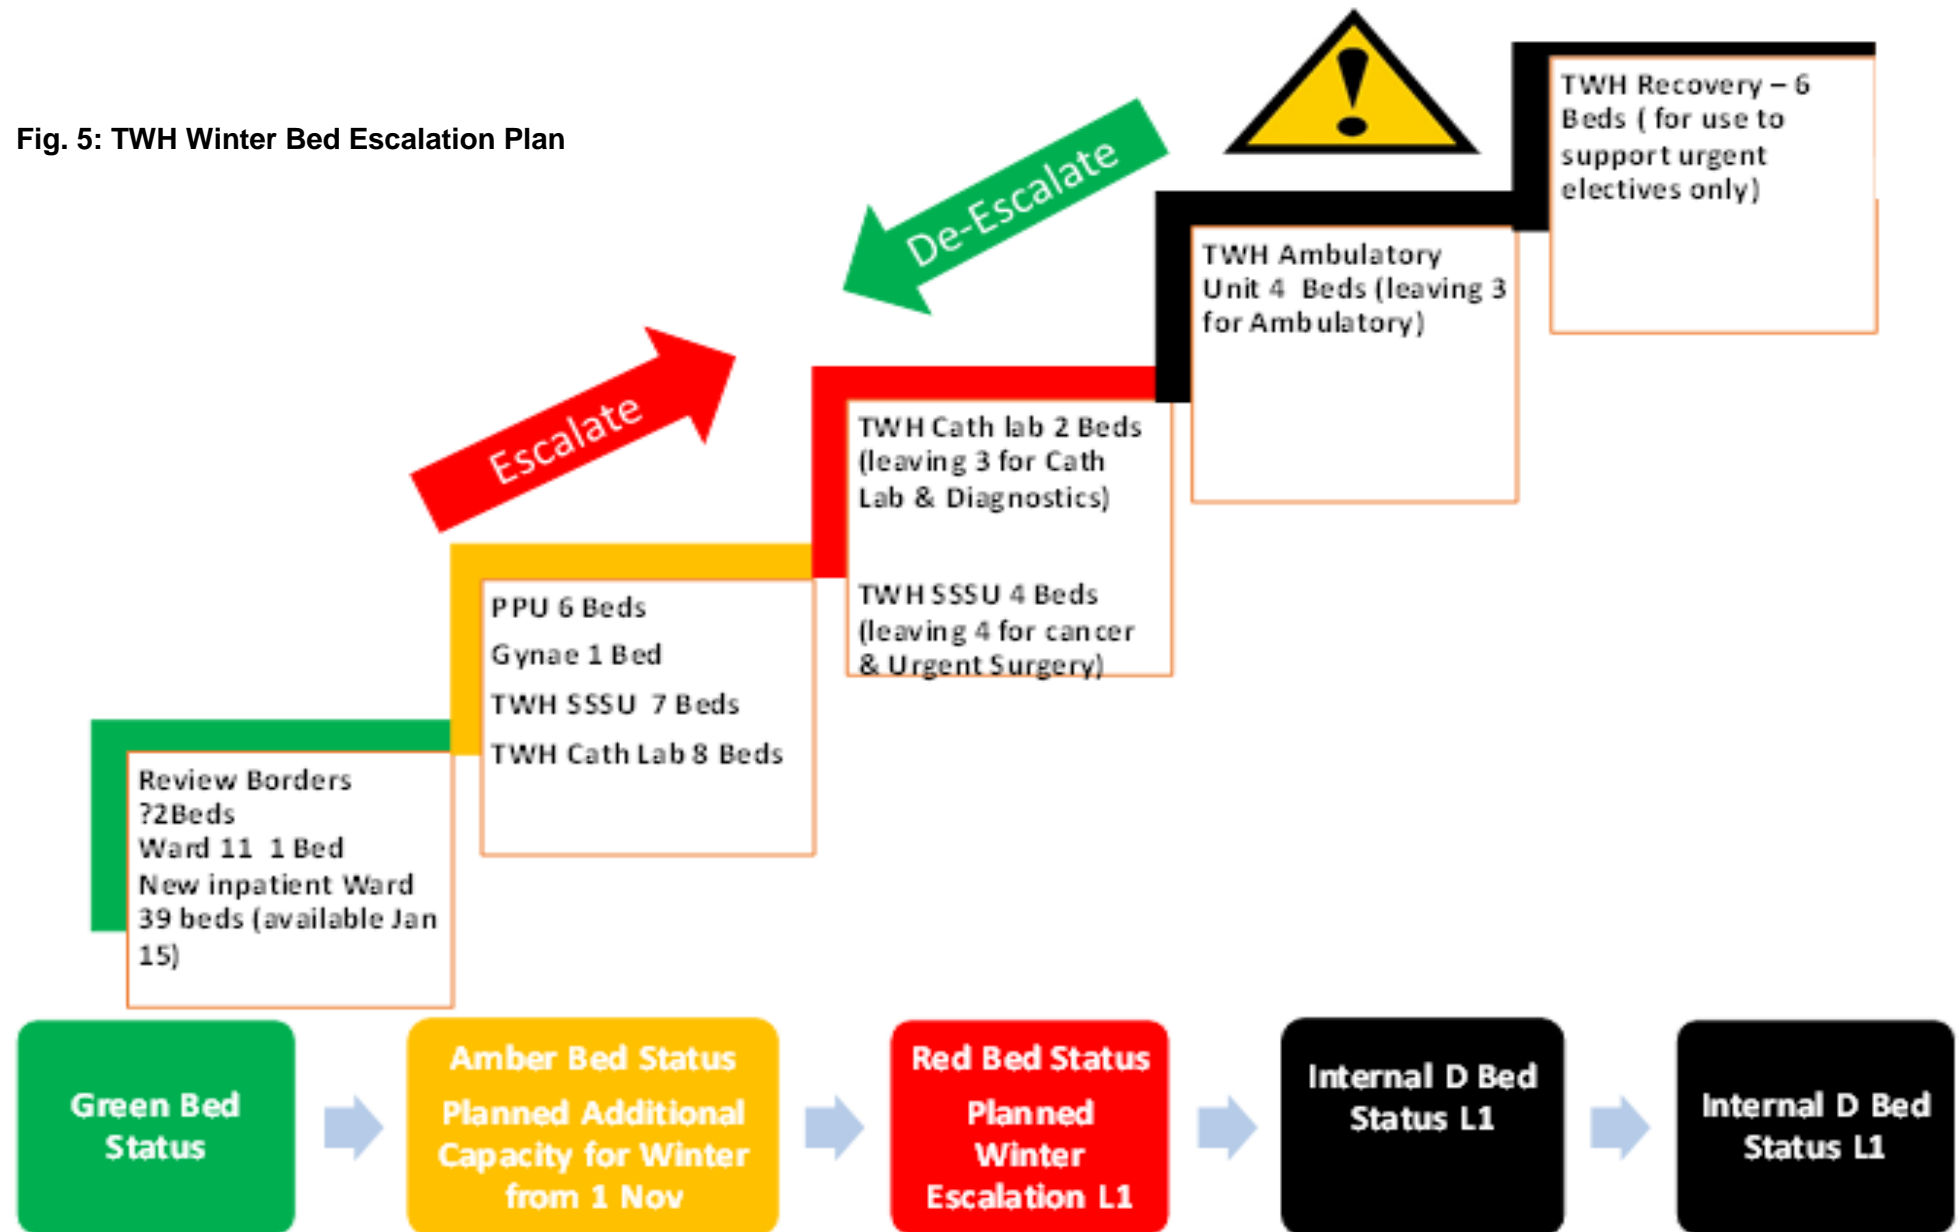 Fig. 5: TWH Winter Bed Escalation Plan
Escalate
De-Escalate
Review Borders
?2Beds
Ward 11 1 Bed
New inpatient Ward
39 beds (available Jan
15)
PPU 6 Beds
Gynae 1 Bed
TWH SSSU 7 Beds
TWH Cath Lab 8 Beds
TWH Cath lab 2 Beds
(leaving 3 for Cath
Lab & Diagnostics)
TWH SSSU 4 Beds
(leaving 4 for cancer
& Urgent Surgery)
TWH Ambulatory
Unit 4 Beds (leaving 3
for Ambulatory)
TWH Recovery – 6
Beds ( for use to
support urgent
electives only)
Green Bed
Status
Amber Bed Status
Planned Additional
Capacity for Winter
from 1 Nov
Red Bed Status
Planned
Winter
Escalation L1
Internal D Bed
Status L1
Internal D Bed
Status L1